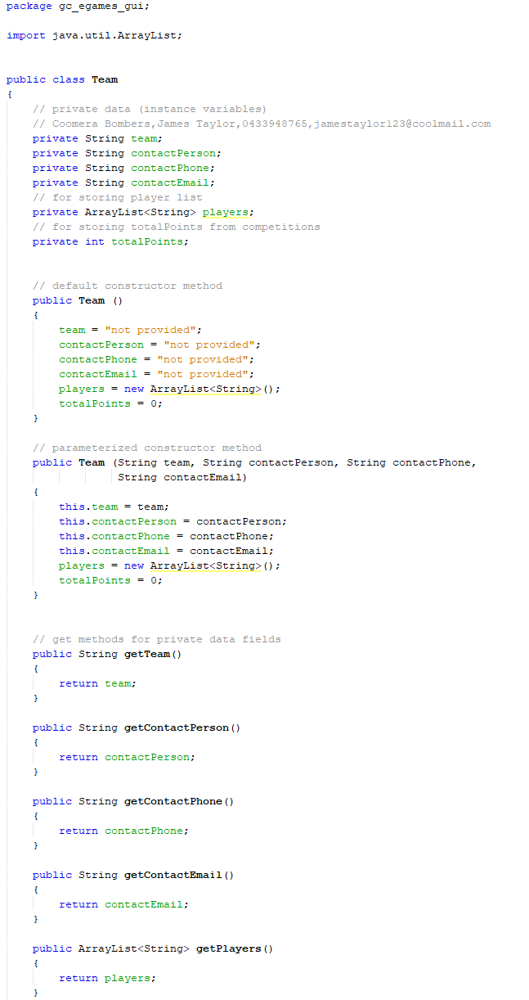 package gc_egames_gui;
import java.util.ArrayList;
public class Team
{
// private data (instance variables)
// Coomera Bombers,James Taylor,0433948765,jamestaylor123@coolmail.com
private String team;
private String contactPerson;
private String contactPhone;
private String contactEmail;
// for storing player list
private ArrayList<String> players;
// for storing totalPoints from competitions
private int totalPoints;
// default constructor method
public Team ()
{
team = "not provided";
contactPerson = "not provided";
contactPhone = "not provided";
contactEmail = "not provided";
players = new ArrayList<String>();
totalPoints = 0;
}
// parameterized constructor method
public Team (String team, String contactPerson, String contactPhone,
String contactEmail)
{
this.team = team;
this.contactPerson = contactPerson;
this.contactPhone = contactPhone;
this.contactEmail = contactEmail;
players = new ArrayList<String>();
totalPoints = 0;
}
// get methods for private data fields
public String getTeam()
{
return team;
}
public String getContactPerson()
{
return contactPerson;
}
public String getContactPhone()
{
return contactPhone;
}
public String getContactEmail()
{
return contactEmail;
}
public ArrayList<String> getPlayers()
{
return players;
}